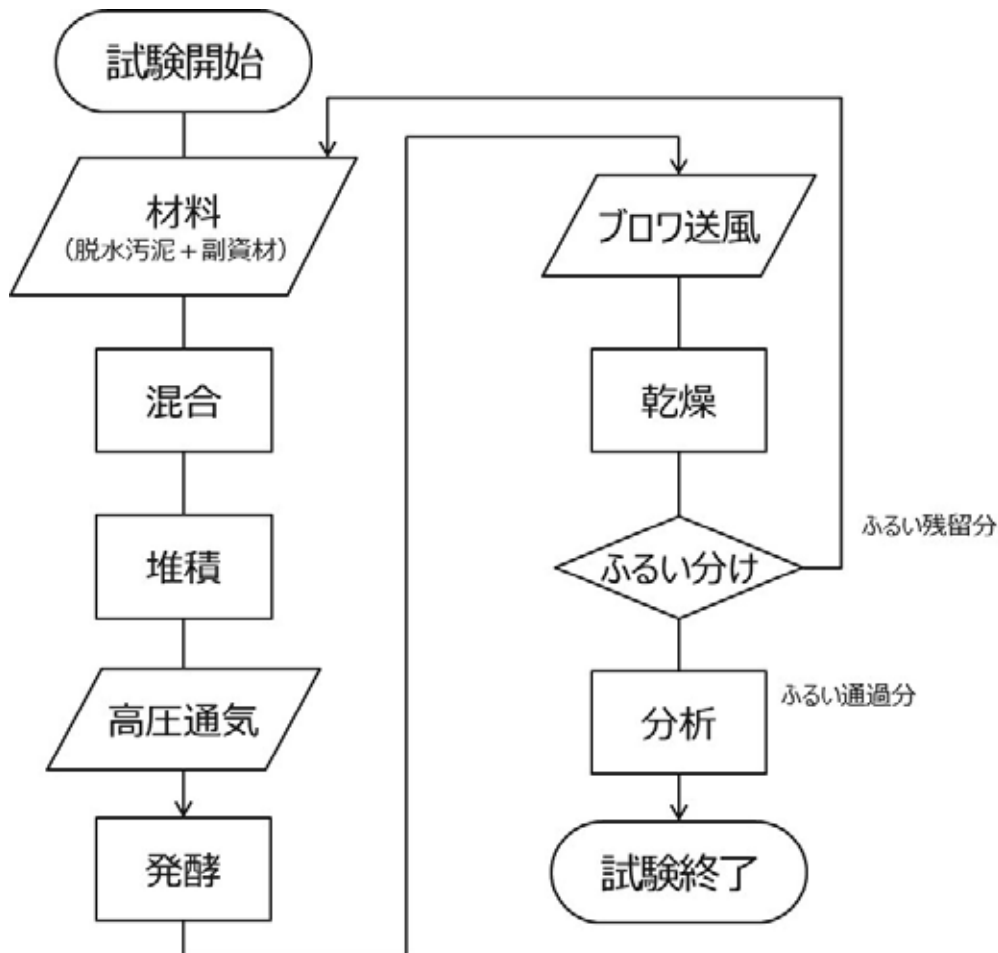 試験開始
材料
（脱水汚泥＋副資材）
混合
堆積
高圧通気
発酵
ブロワ送風
乾燥
ふるい分け
ふるい残留分
分析
ふるい通過分
試験終了